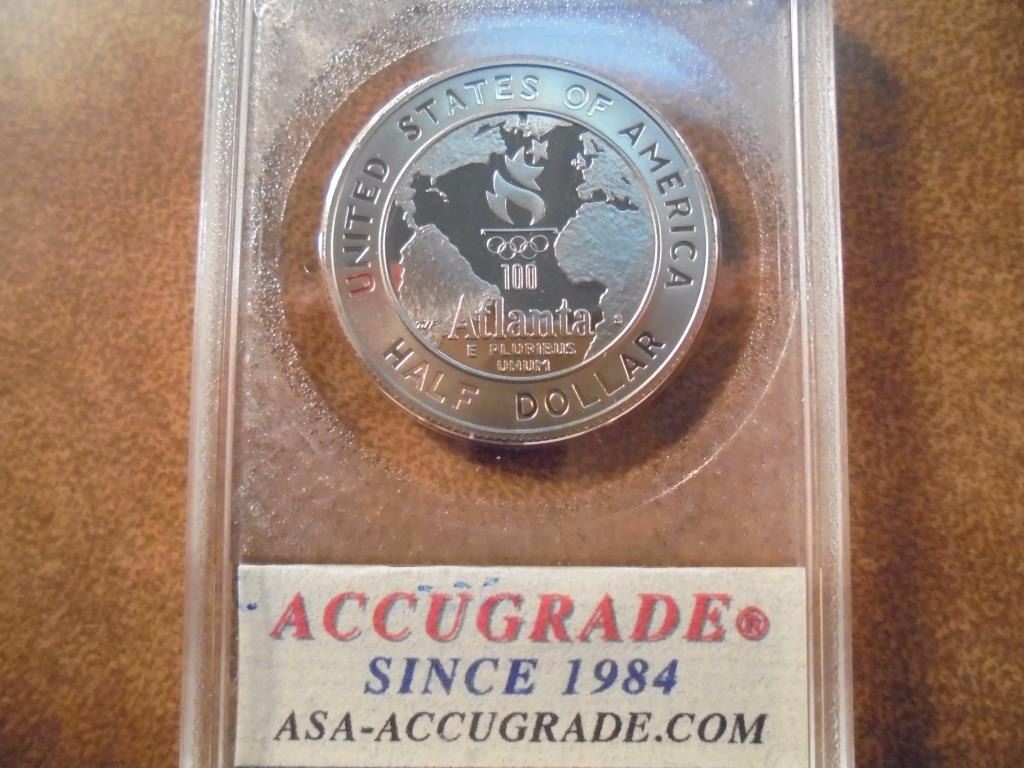 UNITED STATES OF AMERICA
100
Atlanta
S
E PLURIBUS
UNUM
HALF DOLLAR
ACCUGRADE®
SINCE 1984
ASA-ACCUGRADE.COM